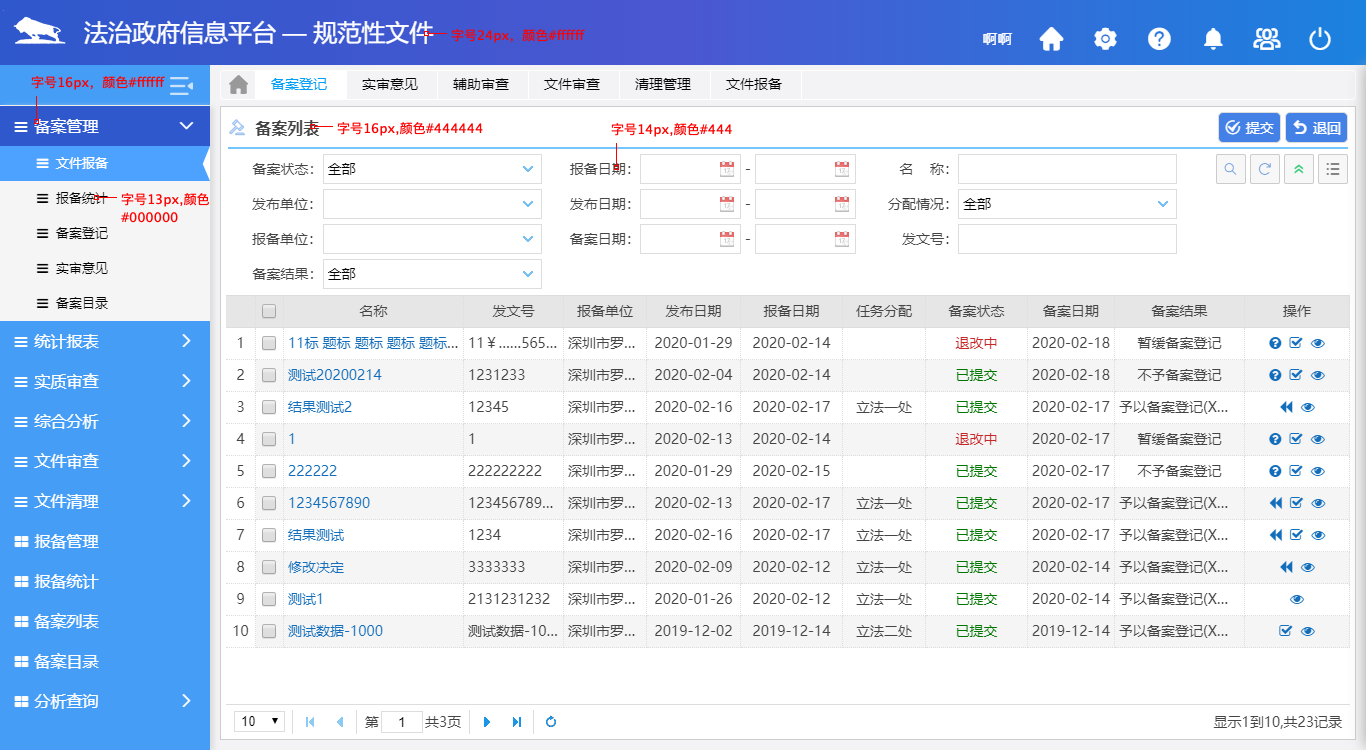 法治政府信息平台 — 规范性文件
字号24px，颜色#ffffff
啊啊
字号16px，颜色#ffffff
备案管理
文件报备
报备统计
字号13px,颜色
#000000
备案登记
实审意见
备案目录
统计报表
实质审查
综合分析
文件审查
文件清理
报备管理
报备统计
备案列表
备案目录
分析查询
备案登记 实审意见 辅助审查 文件审查 清理管理 文件报备
备案列表 字号16px,颜色#444444 字号14px,颜色#444 提交 退回
备案状态: 全部 报备日期: - 名 称:
发布单位: 发布日期: - 分配情况: 全部
报备单位: 备案日期: - 发文号:
备案结果: 全部
名称 发文号 报备单位 发布日期 报备日期 任务分配 备案状态 备案日期 备案结果 操作
1 11标 题标 题标 题标 题标... 11￥......565... 深圳市罗... 2020-01-29 2020-02-14 退改中 2020-02-18 暂缓备案登记
2 测试20200214 1231233 深圳市罗... 2020-02-04 2020-02-14 已提交 2020-02-18 不予备案登记
3 结果测试2 12345 深圳市罗... 2020-02-16 2020-02-17 立法一处 已提交 2020-02-17 予以备案登记(X...
4 1 1 深圳市罗... 2020-02-13 2020-02-14 退改中 2020-02-17 暂缓备案登记
5 222222 222222222 深圳市罗... 2020-01-29 2020-02-15 已提交 2020-02-17 不予备案登记
6 1234567890 123456789... 深圳市罗... 2020-02-13 2020-02-17 立法一处 已提交 2020-02-17 予以备案登记(X...
7 结果测试 1234 深圳市罗... 2020-02-16 2020-02-17 立法一处 已提交 2020-02-17 予以备案登记(X...
8 修改决定 3333333 深圳市罗... 2020-02-09 2020-02-12 立法一处 已提交 2020-02-14 予以备案登记(X...
9 测试1 2131231232 深圳市罗... 2020-01-26 2020-02-12 立法一处 已提交 2020-02-14 予以备案登记(X...
10 测试数据-1000 测试数据-10... 深圳市罗... 2019-12-02 2019-12-14 立法二处 已提交 2019-12-14 予以备案登记(X...
10 第 1 共3页 显示1到10,共23记录